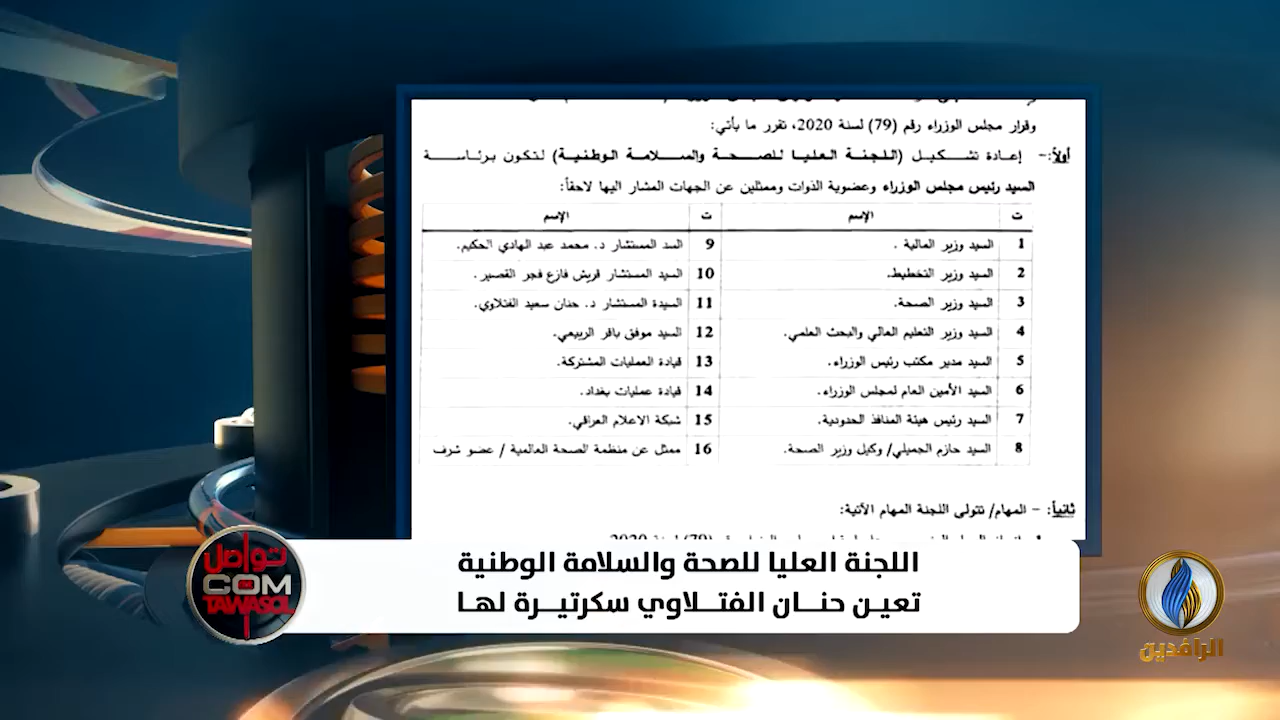 وقرار مجلس الوزراء رقم (79) لسنة 2020، تقرر ما يأتي:
أولاً:- إعادة تشكيل (اللجنة العليا للصحة والسلامة الوطنية) لتكون برئاسة
السيد رئيس مجلس الوزراء وعضوية الذوات وممثلين عن الجهات المشار اليها لاحقاً:
ت الإسم ت الإسم
1 السيد وزير المالية . 9 السد المستشار د. محمد عبد الهادي الحكيم.
2 السيد وزير التخطيط. 10 السيد المستشار قريش فازع فجر القصير.
3 السيد وزير الصحة. 11 السيدة المستشار د. حنان سعيد الفتلاوي.
4 السيد وزير التعليم العالي والبحث العلمي. 12 السيد موفق باقر الربيعي.
5 السيد مدير مكتب رئيس الوزراء. 13 قيادة العمليات المشتركة.
6 السيد الأمين العام لمجلس الوزراء. 14 قيادة عمليات بغداد.
7 السيد رئيس هيئة المنافذ الحدودية. 15 شبكة الاعلام العراقي.
8 السيد حازم الجميلي/ وكيل وزير الصحة. 16 ممثل عن منظمة الصحة العالمية / عضو شرف
ثانياً: - المهام/ تتولى اللجنة المهام الآتية:
اللجنة العليا للصحة والسلامة الوطنية
تعين حنان الفتلاوي سكرتيرة لها
تواصل
COM
TAWASOL
الرافدين